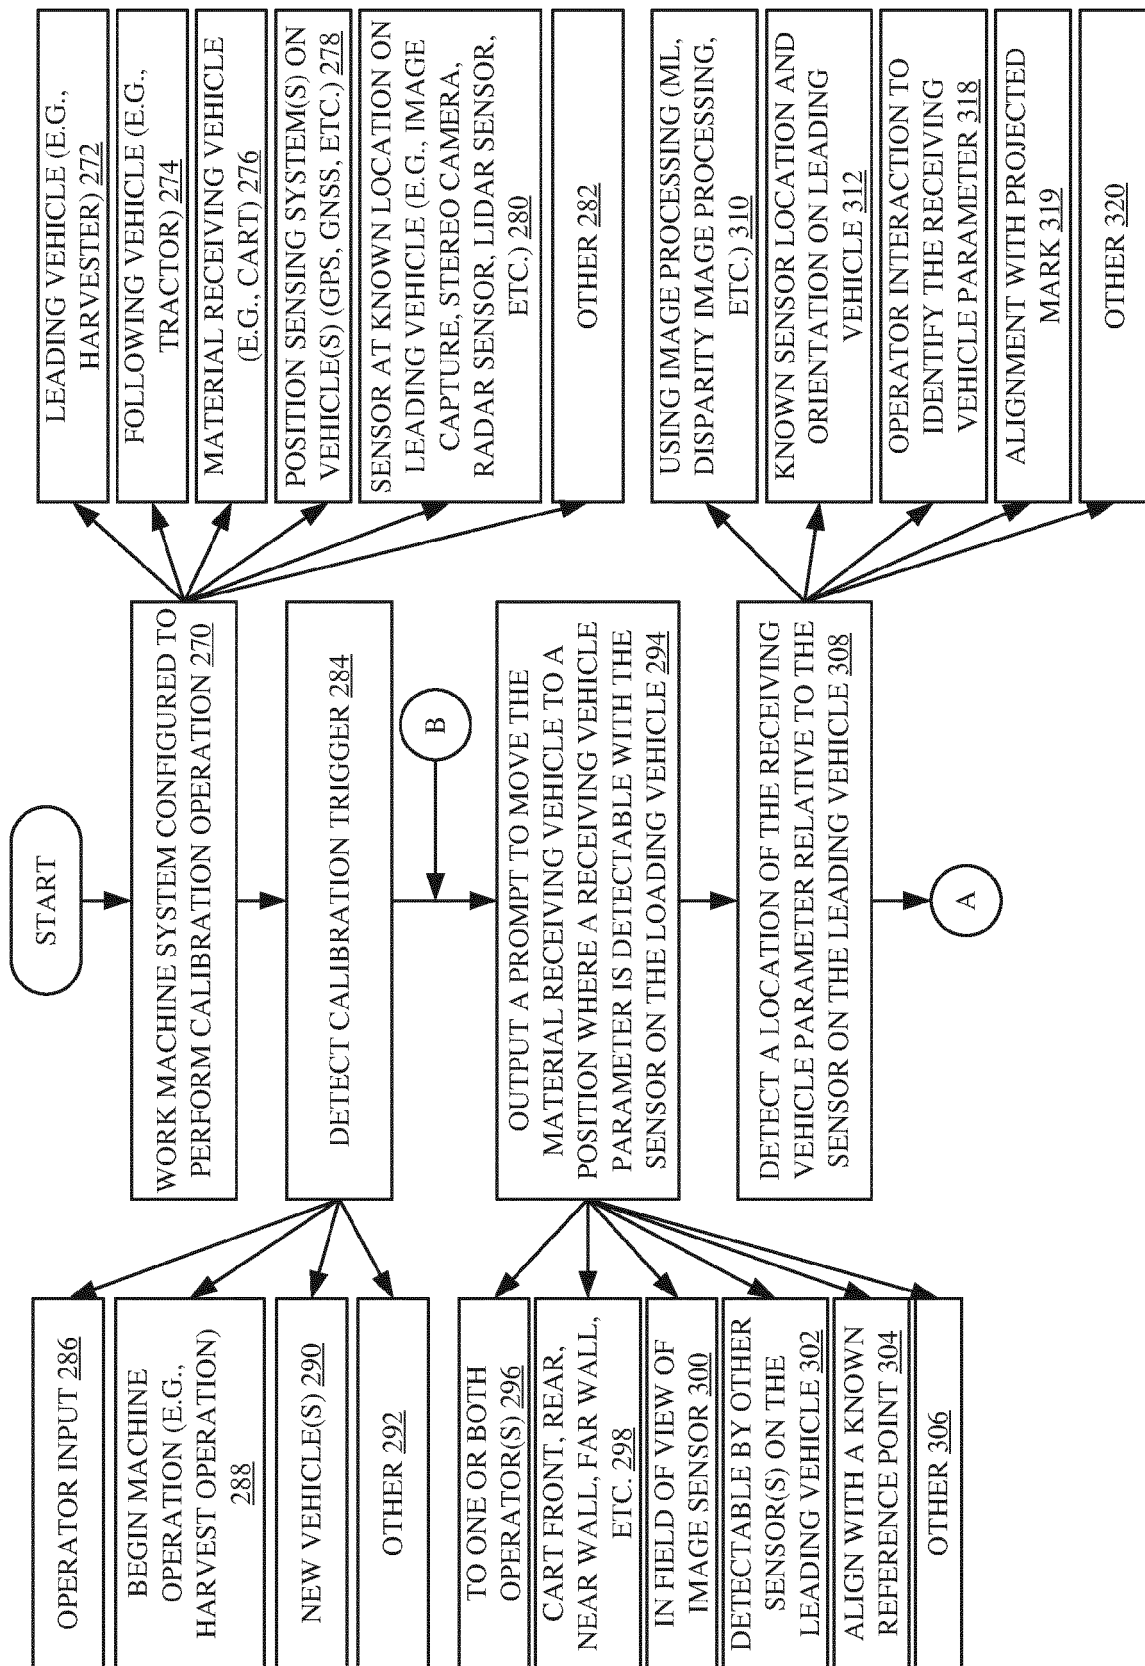 START
WORK MACHINE SYSTEM CONFIGURED TO
PERFORM CALIBRATION OPERATION 270
LEADING VEHICLE (E.G.,
HARVESTER) 272
FOLLOWING VEHICLE (E.G.,
TRACTOR) 274
MATERIAL RECEIVING VEHICLE
(E.G., CART) 276
POSITION SENSING SYSTEM(S) ON
VEHICLE(S) (GPS, GNSS, ETC.) 278
SENSOR AT KNOWN LOCATION ON
LEADING VEHICLE (E.G., IMAGE
CAPTURE, STEREO CAMERA,
RADAR SENSOR, LIDAR SENSOR,
ETC.) 280
OTHER 282
DETECT CALIBRATION TRIGGER 284
OPERATOR INPUT 286
BEGIN MACHINE
OPERATION (E.G.,
HARVEST OPERATION)
288
NEW VEHICLE(S) 290
OTHER 292
B
OUTPUT A PROMPT TO MOVE THE
MATERIAL RECEIVING VEHICLE TO A
POSITION WHERE A RECEIVING VEHICLE
PARAMETER IS DETECTABLE WITH THE
SENSOR ON THE LOADING VEHICLE 294
TO ONE OR BOTH
OPERATOR(S) 296
CART FRONT, REAR,
NEAR WALL, FAR WALL,
ETC. 298
IN FIELD OF VIEW OF
IMAGE SENSOR 300
DETECTABLE BY OTHER
SENSOR(S) ON THE
LEADING VEHICLE 302
ALIGN WITH A KNOWN
REFERENCE POINT 304
OTHER 306
DETECT A LOCATION OF THE RECEIVING
VEHICLE PARAMETER RELATIVE TO THE
SENSOR ON THE LEADING VEHICLE 308
USING IMAGE PROCESSING (ML,
DISPARITY IMAGE PROCESSING,
ETC.) 310
KNOWN SENSOR LOCATION AND
ORIENTATION ON LEADING
VEHICLE 312
OPERATOR INTERACTION TO
IDENTIFY THE RECEIVING
VEHICLE PARAMETER 318
ALIGNMENT WITH PROJECTED
MARK 319
OTHER 320
A